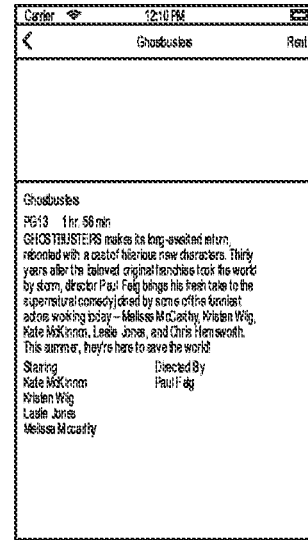 Carrier 12:10 PM
Ghostbusters Rent
Ghostbusters
PG13 1 hr. 56 min
GHOSTBUSTERS makes its long-awaited return,
rebooted with a cast of hilarious new characters. Thirty
years after the beloved original franchise took the world
by storm, director Paul Feig brings his fresh take to the
supernatural comedy joined by some of the funniest
actors working today – Melissa McCarthy, Kristen Wiig,
Kate McKinnon, Leslie Jones, and Chris Hemsworth.
This summer, they're here to save the world!
Starring Directed By
Kate McKinnon Paul Feig
Kristen Wiig
Leslie Jones
Melissa Mccarthy